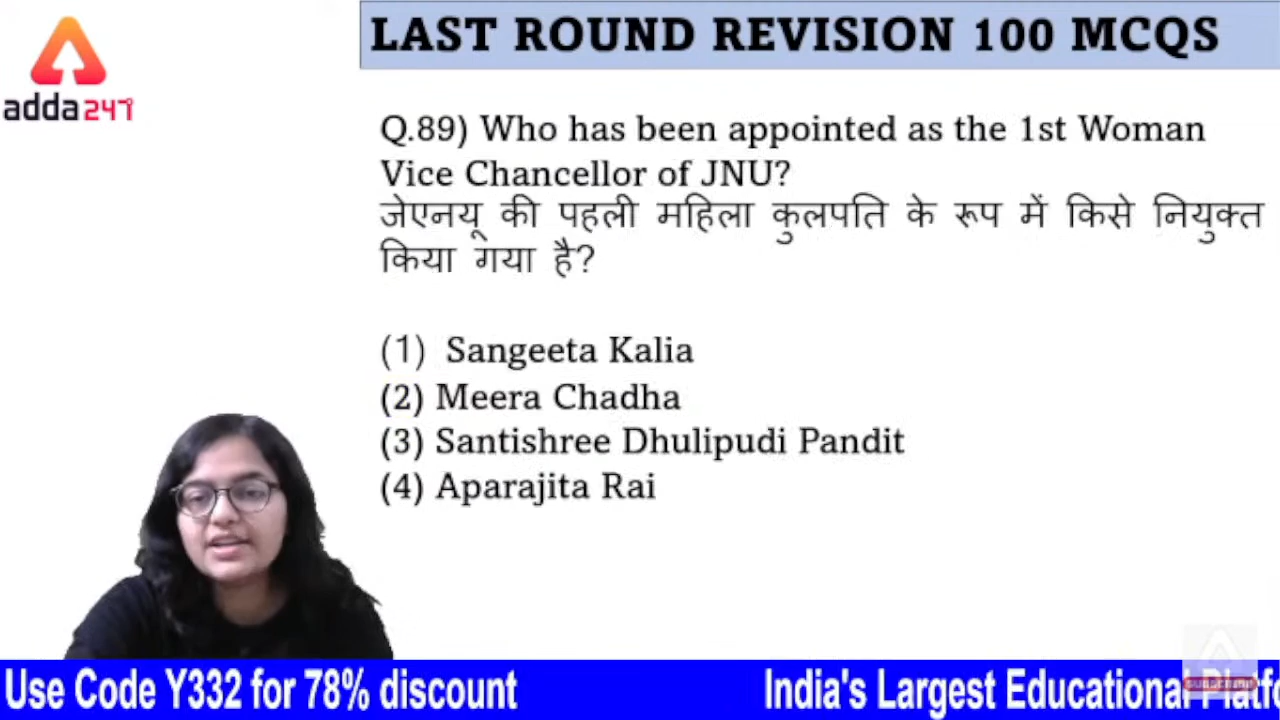 LAST ROUND REVISION 100 MCQS
adda247
Q.89) Who has been appointed as the 1st Woman
Vice Chancellor of JNU?
जेएनयू की पहली महिला कुलपति के रूप में किसे नियुक्त
किया गया है?
(1) Sangeeta Kalia
(2) Meera Chadha
(3) Santishree Dhulipudi Pandit
(4) Aparajita Rai
SUBSCRIBE
Use Code Y332 for 78% discount India's Largest Educational Platfo